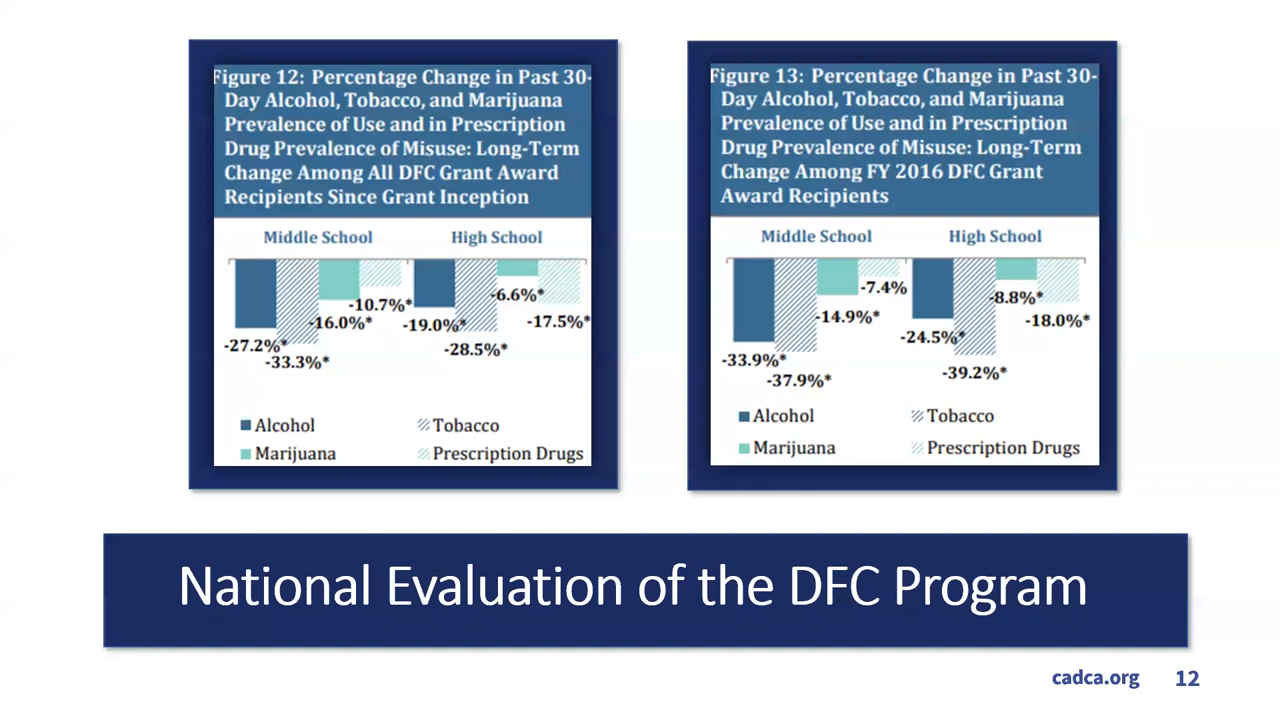 Figure 12: Percentage Change in Past 30-
Day Alcohol, Tobacco, and Marijuana
Prevalence of Use and in Prescription
Drug Prevalence of Misuse: Long-Term
Change Among All DFC Grant Award
Recipients Since Grant Inception
Middle School High School
-27.2%*
-33.3%*
-16.0%*
-10.7%*
-19.0%*
-28.5%*
-6.6%*
-17.5%*
Alcohol Tobacco
Marijuana Prescription Drugs
Figure 13: Percentage Change in Past 30-
Day Alcohol, Tobacco, and Marijuana
Prevalence of Use and in Prescription
Drug Prevalence of Misuse: Long-Term
Change Among FY 2016 DFC Grant
Award Recipients
Middle School High School
-33.9%*
-37.9%*
-14.9%*
-7.4%
-24.5%*
-39.2%*
-8.8%*
-18.0%*
Alcohol Tobacco
Marijuana Prescription Drugs
National Evaluation of the DFC Program
cadca.org 12